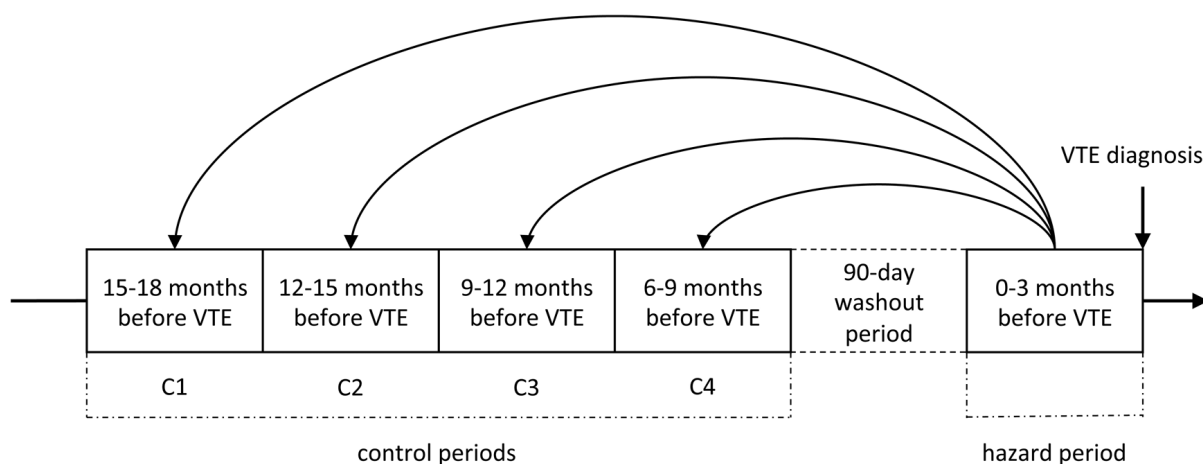 VTE diagnosis
15-18 months
before VTE
12-15 months
before VTE
9-12 months
before VTE
6-9 months
before VTE
90-day
washout
period
0-3 months
before VTE
C1
C2
C3
C4
control periods
hazard period